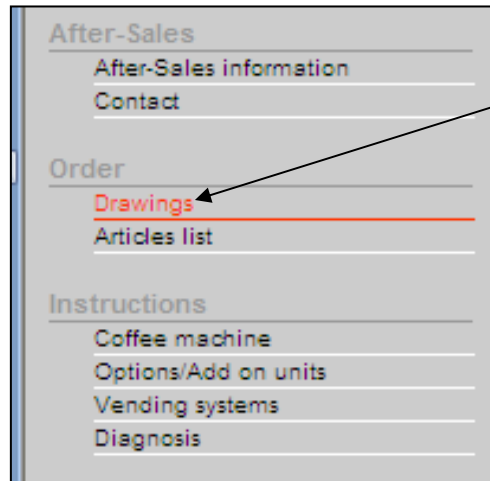 After-Sales
After-Sales information
Contact
Order
Drawings
Articles list
Instructions
Coffee machine
Options/Add on units
Vending systems
Diagnosis